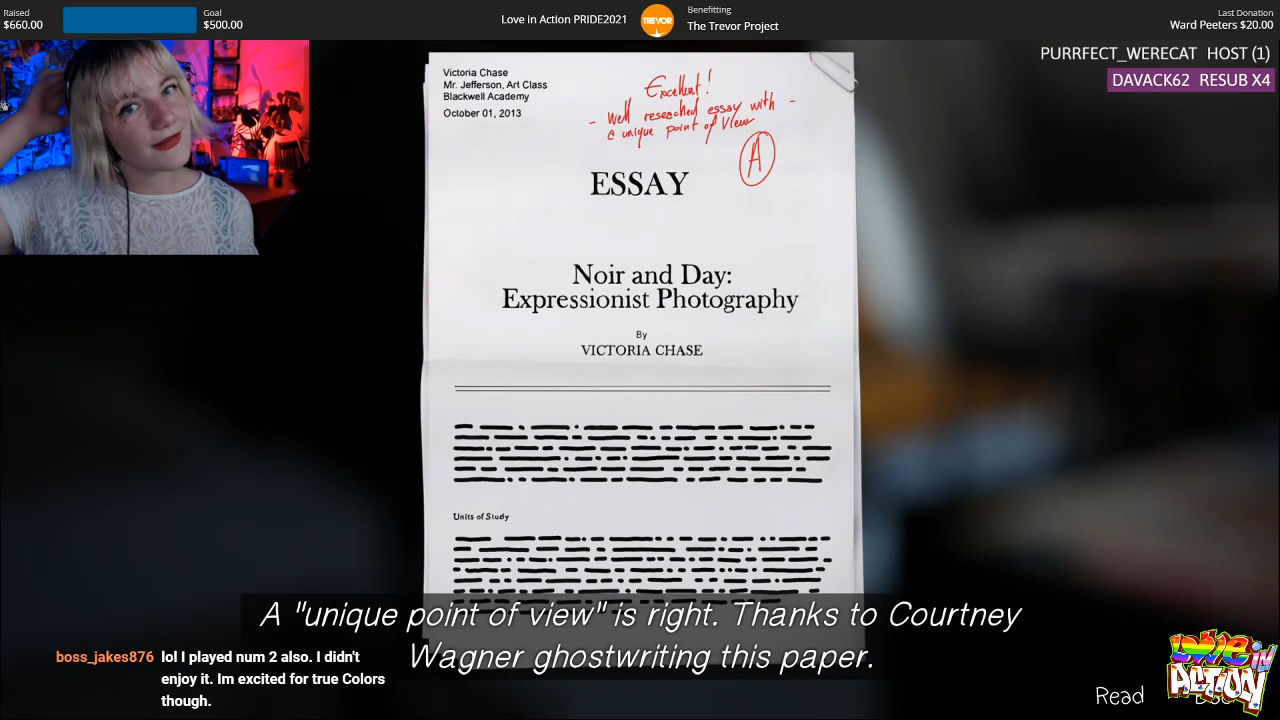 Raised
$660.00
Goal
$500.00
Love in Action PRIDE2021
TREVOR
Benefitting
The Trevor Project
Last Donation
Ward Peeters $20.00
PURRFECT_WERECAT HOST (1)
DAVACK62 RESUB X4
Victoria Chase
Mr. Jefferson, Art Class
Blackwell Academy
October 01, 2013
Excellent!
- Well reseached essay with -
a unique point of View
A
ESSAY
Noir and Day:
Expressionist Photography
By
VICTORIA CHASE
Units of Study
A "unique point of view" is right. Thanks to Courtney
Wagner ghostwriting this paper.
boss_jakes876 lol I played num 2 also. I didn't
enjoy it. Im excited for true Colors
though.
Read
LOVE in
ACTION